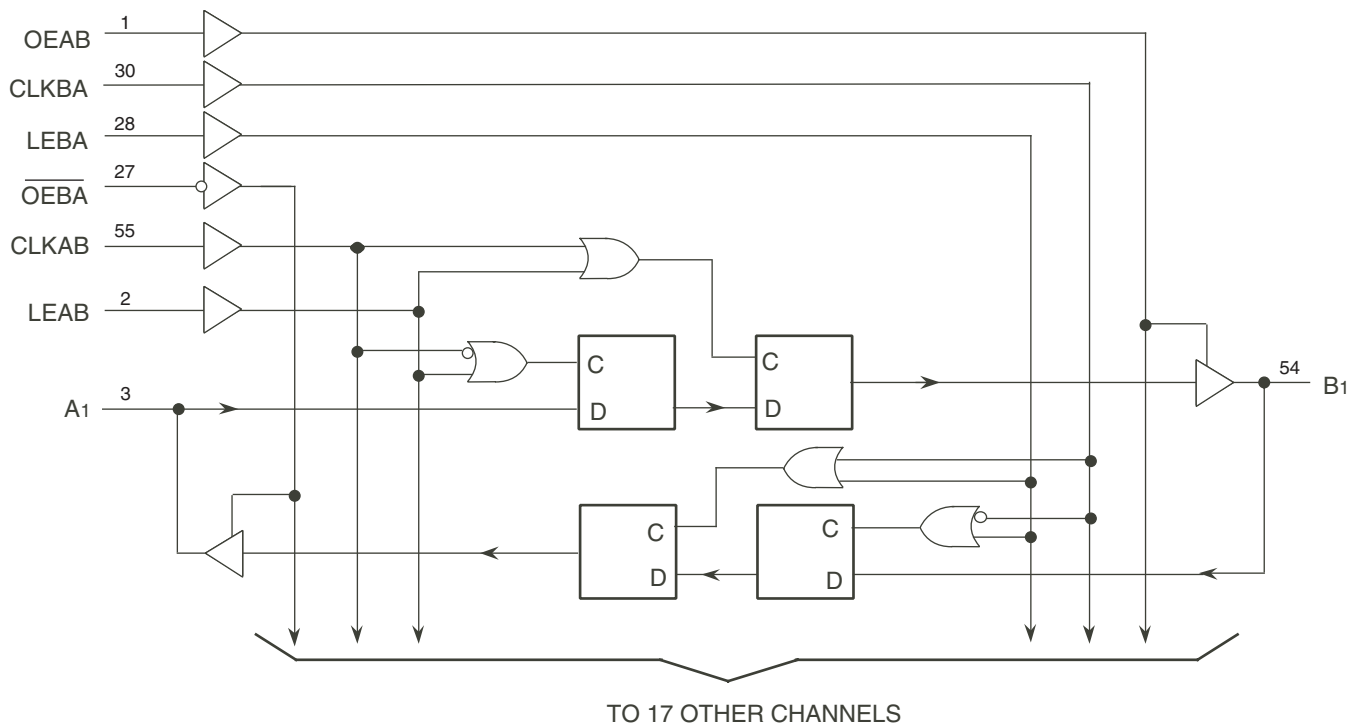 OEAB 1
CLKBA 30
LEBA 28
OEBA 27
CLKAB 55
LEAB 2
C
C
54
B1
A1 3
D
D
C
C
D
D
TO 17 OTHER CHANNELS